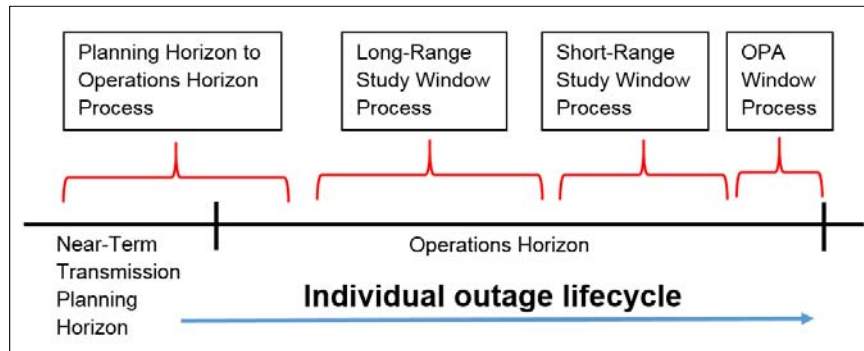 Planning Horizon to
Operations Horizon
Process
Long-Range
Study Window
Process
Short-Range
Study Window
Process
OPA
Window
Process
Near-Term
Transmission
Planning
Horizon
Operations Horizon
Individual outage lifecycle